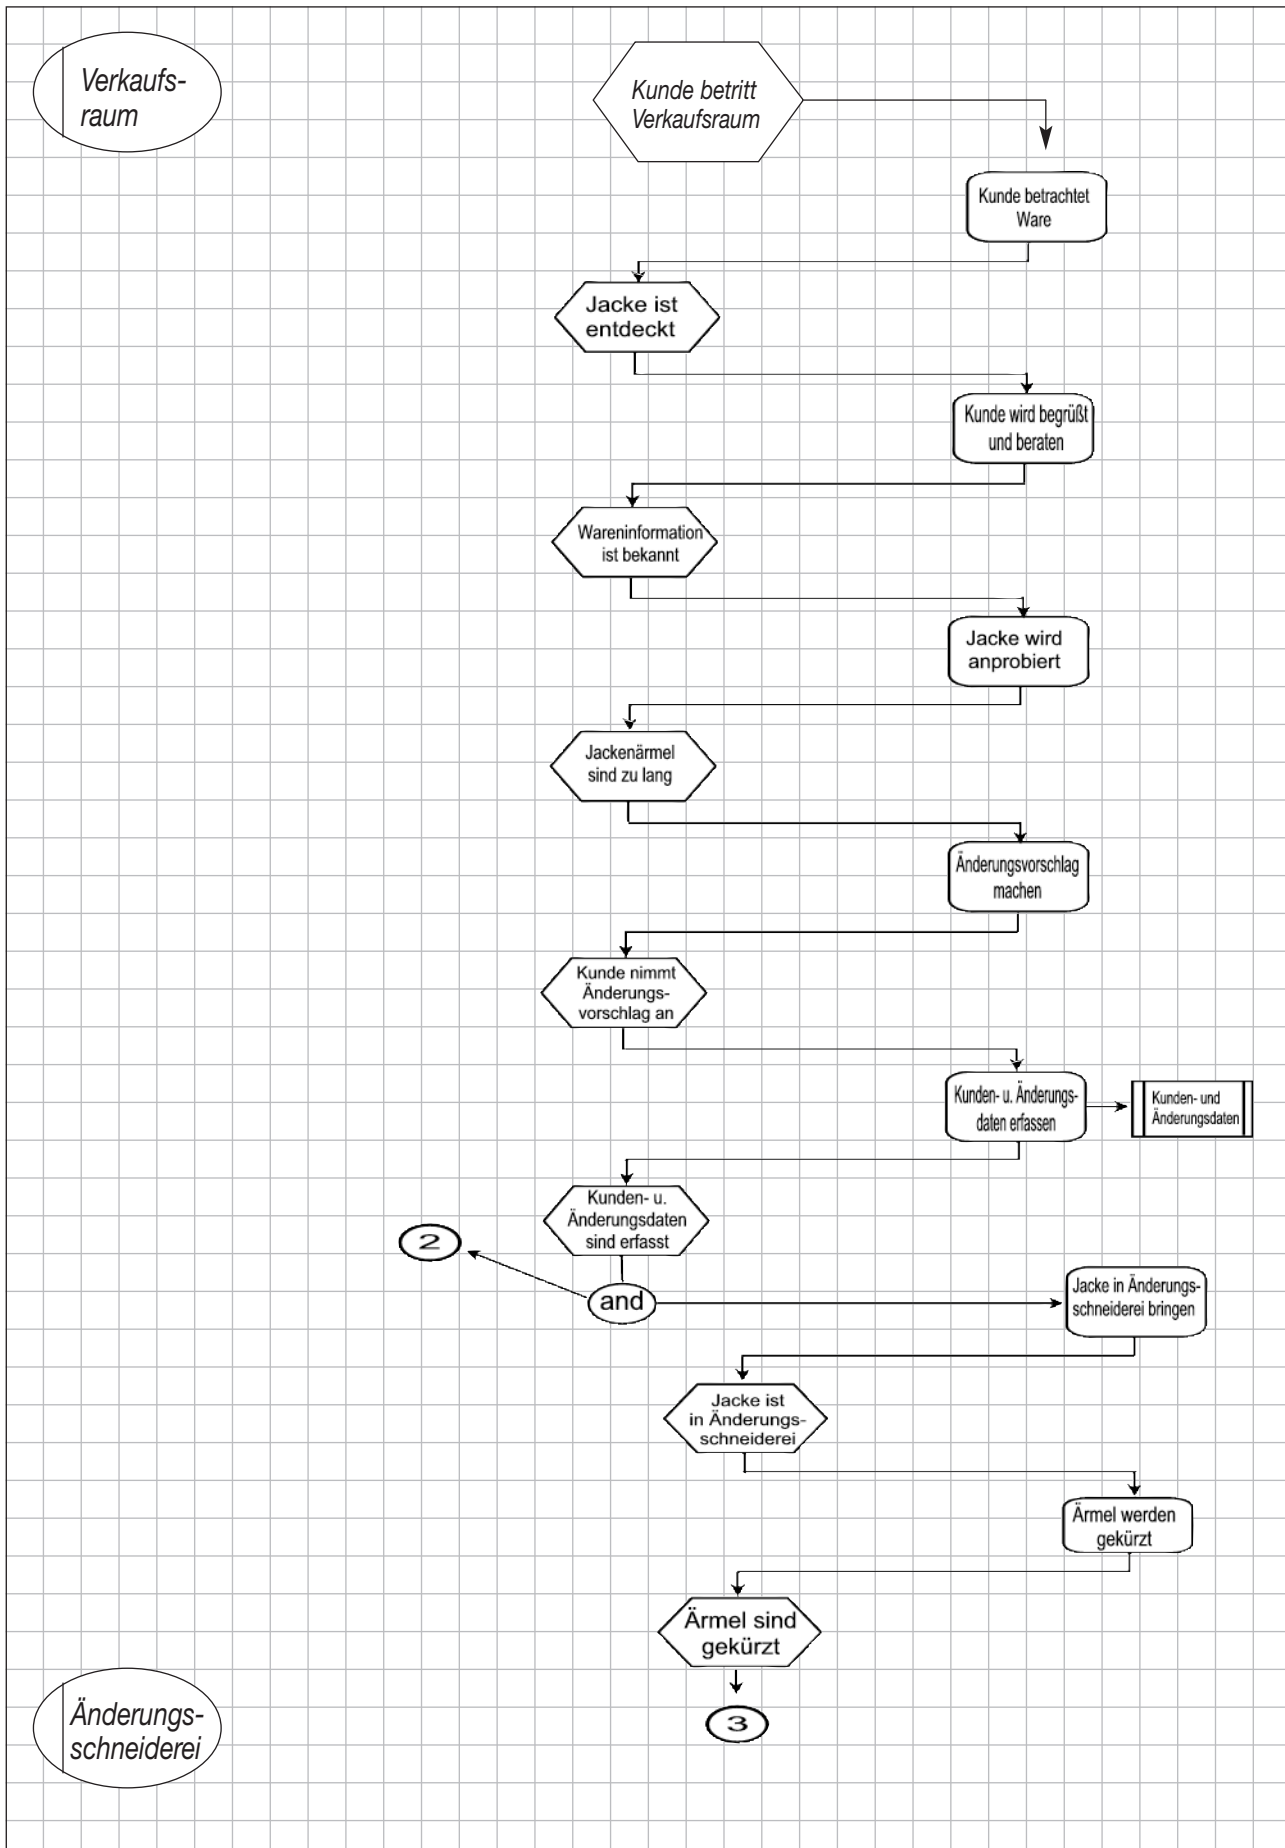 Verkaufs-
raum
Kunde betritt
Verkaufsraum
Kunde betrachtet
Ware
Jacke ist
entdeckt
Kunde wird begrüßt
und beraten
Wareninformation
ist bekannt
Jacke wird
anprobiert
Jackenärmel
sind zu lang
Änderungsvorschlag
machen
Kunde nimmt
Änderungs-
vorschlag an
Kunden- u. Änderungs-
daten erfassen
Kunden- und
Änderungsdaten
Kunden- u.
Änderungsdaten
sind erfasst
2
and
Jacke in Änderungs-
schneiderei bringen
Jacke ist
in Änderungs-
schneiderei
Ärmel werden
gekürzt
Ärmel sind
gekürzt
3
Änderungs-
schneiderei